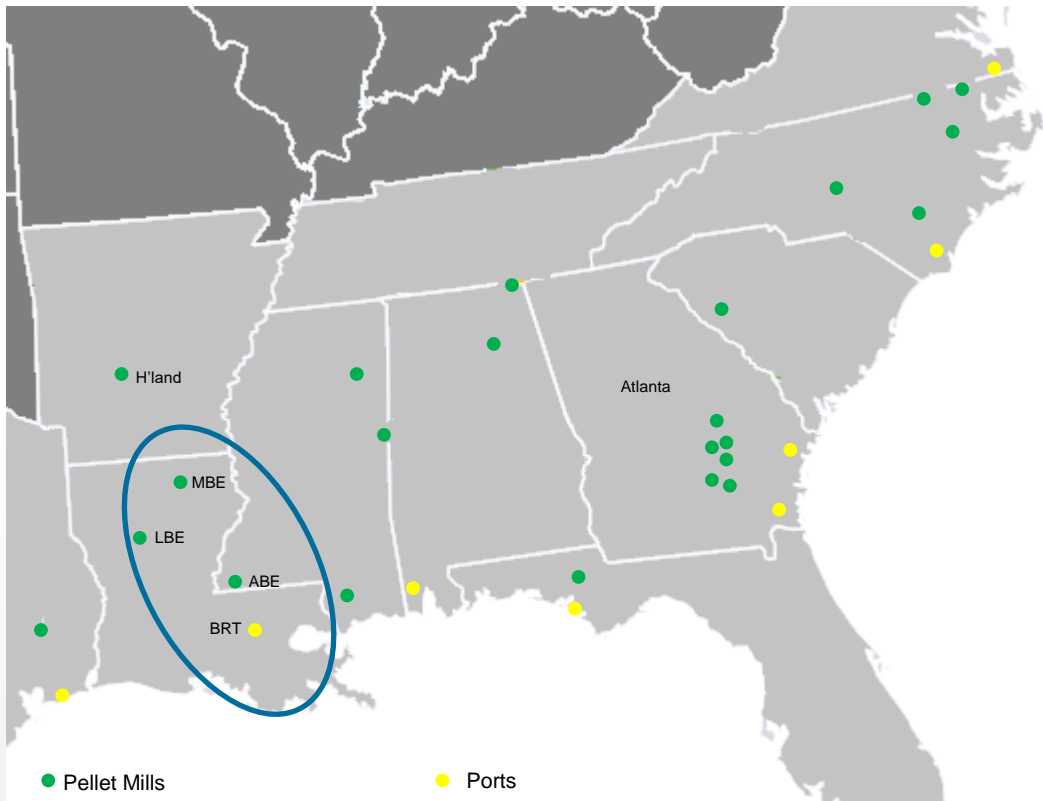 H'land
Atlanta
MBE
LBE
ABE
BRT
Pellet Mills
Ports